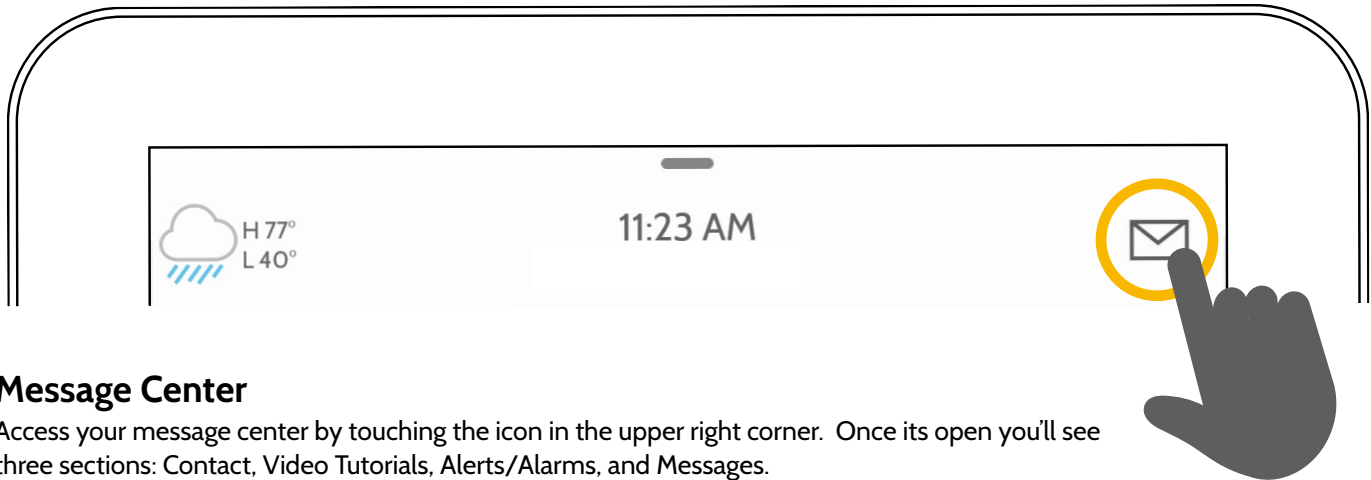 11:23 AM
H 77°
L 40°
Message Center
Access your message center by touching the icon in the upper right corner.  Once its open you'll see
three sections: Contact, Video Tutorials, Alerts/Alarms, and Messages.